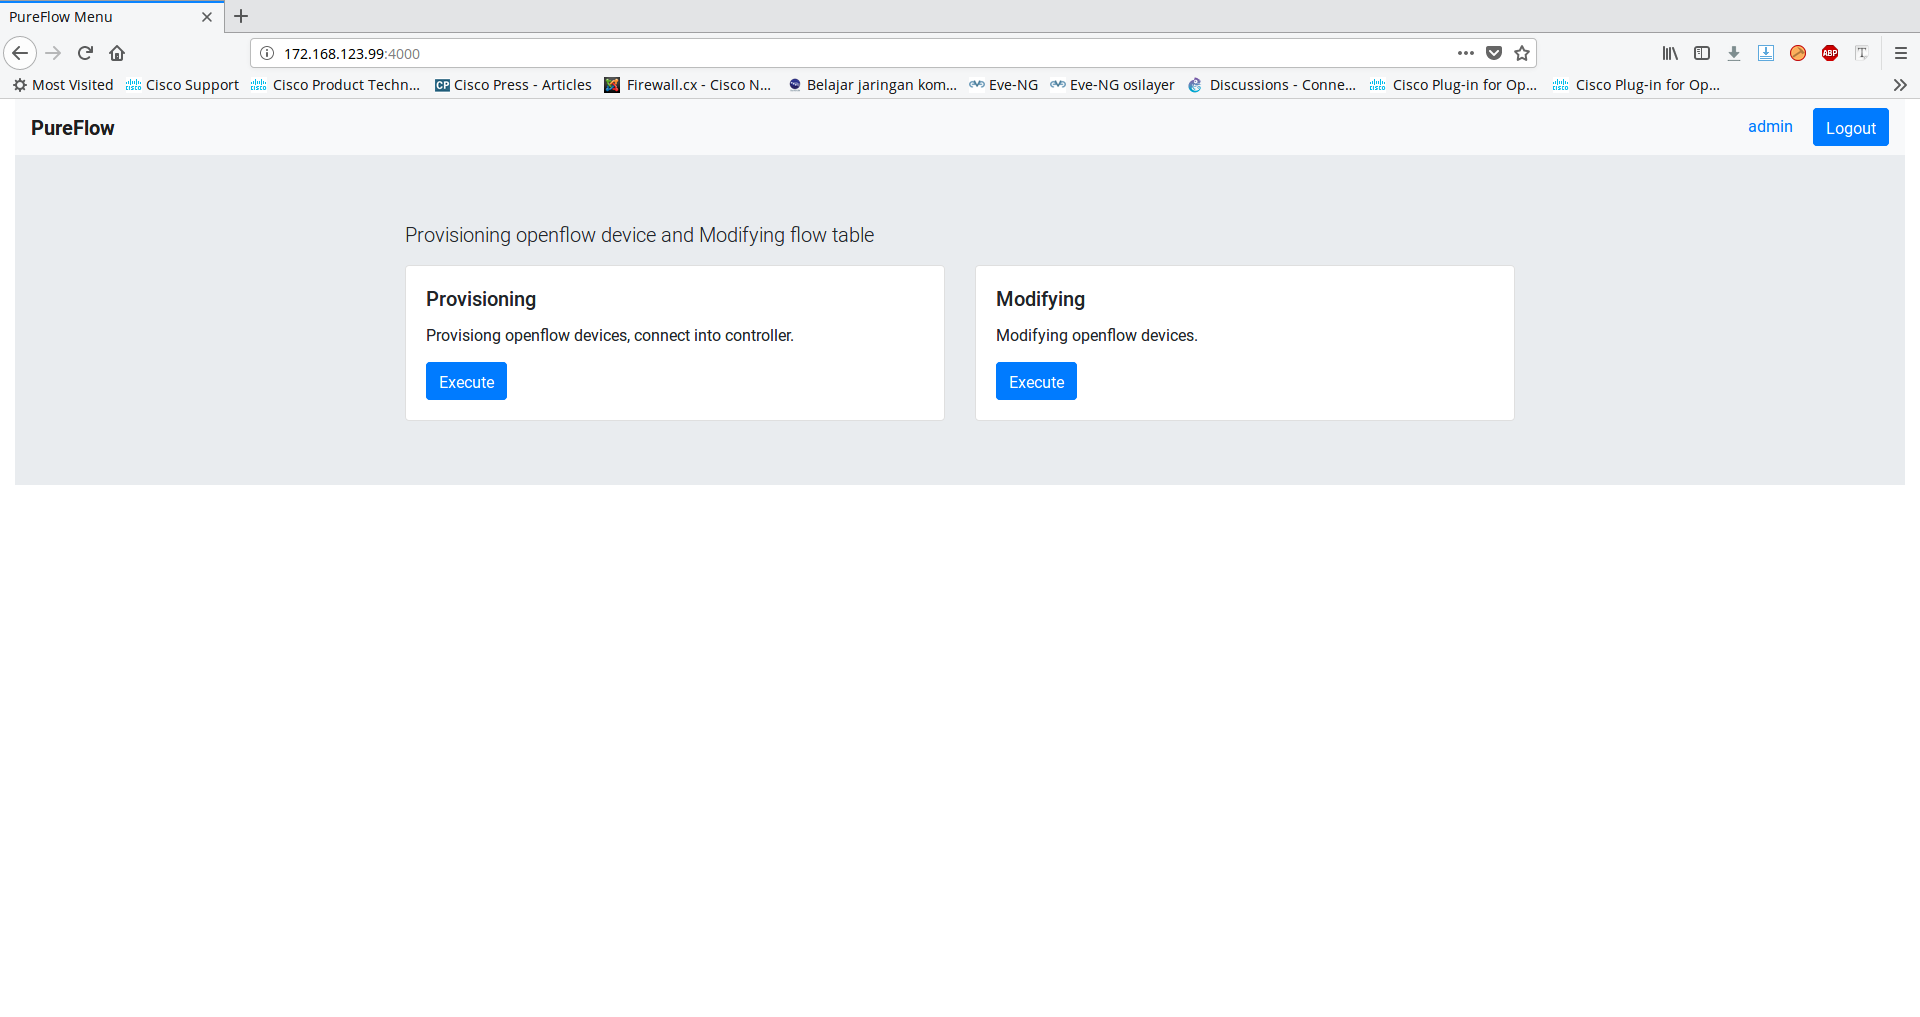 PureFlow Menu
172.168.123.99:4000
Most Visited Cisco Support Cisco Product Techn... CP Cisco Press - Articles Firewall.cx - Cisco N... Belajar jaringan kom... Eve-NG Eve-NG osilayer Discussions - Conne... Cisco Plug-in for Op... Cisco Plug-in for Op...
PureFlow admin Logout
Provisioning openflow device and Modifying flow table
Provisioning
Provisiong openflow devices, connect into controller.
Execute
Modifying
Modifying openflow devices.
Execute